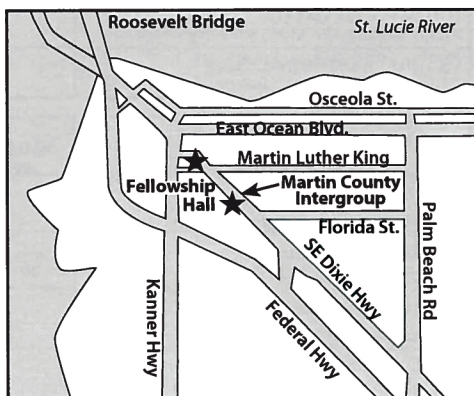 Roosevelt Bridge
St. Lucie River
Osceola St.
East Ocean Blvd.
Martin Luther King
Fellowship
Hall
Martin County
Intergroup
Florida St.
SE Dixie Hwy
Palm Beach Rd
Kanner Hwy
Federal Hwy